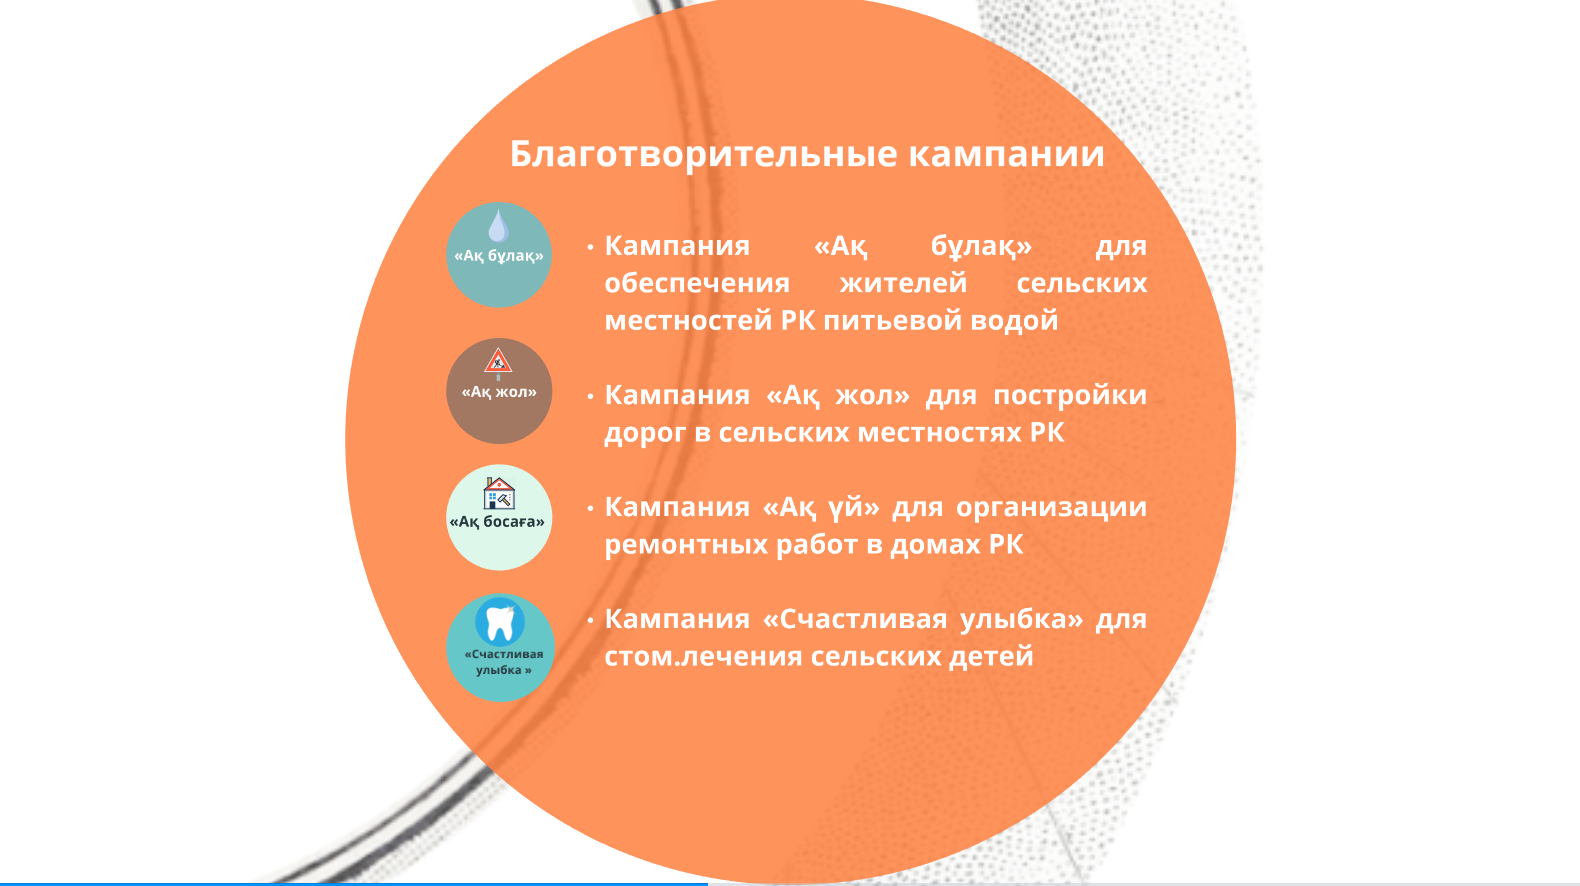 Благотворительные кампании
«Ақ бұлақ»
• Кампания «Ақ бұлақ» для
обеспечения жителей сельских
местностей РК питьевой водой
«Ақ жол»
• Кампания «Ақ жол» для постройки
дорог в сельских местностях РК
«Ақ босаға»
• Кампания «Ақ үй» для организации
ремонтных работ в домах РК
«Счастливая
улыбка »
• Кампания «Счастливая улыбка» для
стом.лечения сельских детей